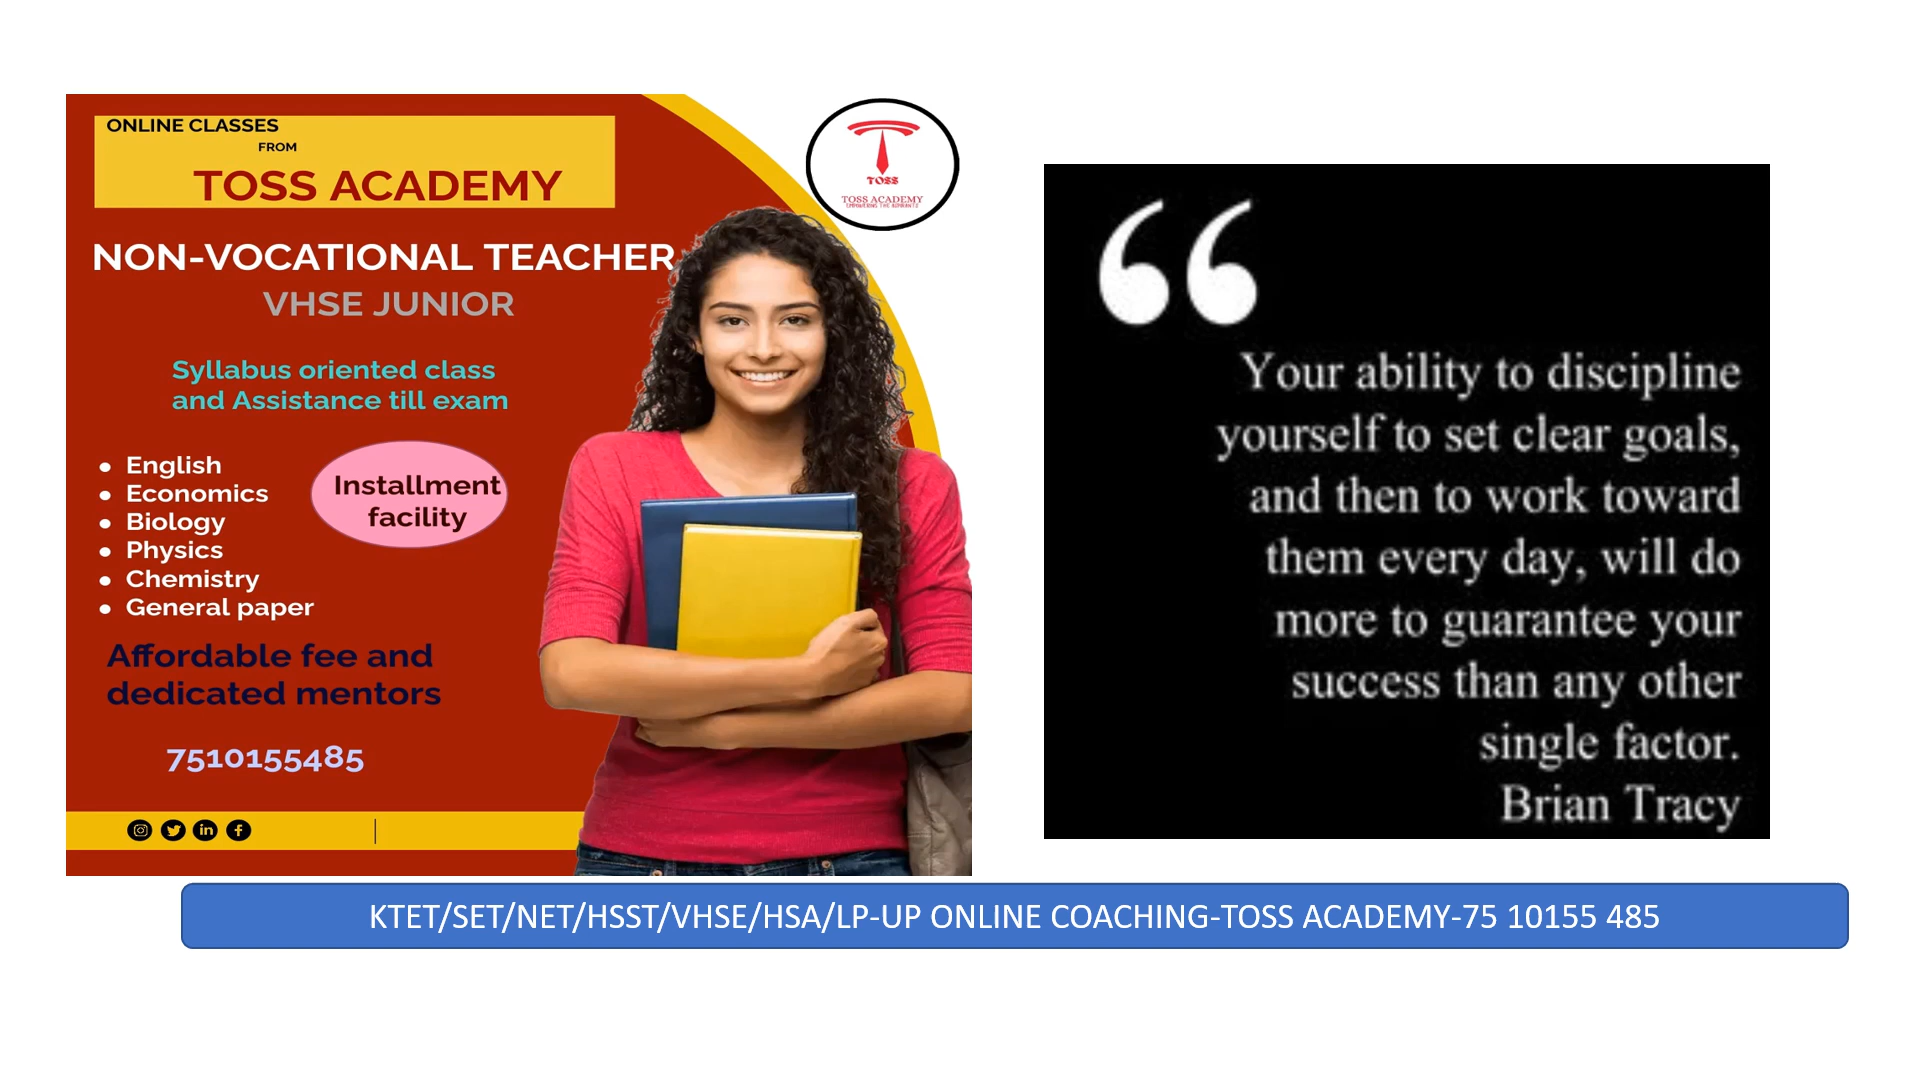 ONLINE CLASSES
FROM
TOSS ACADEMY
TOSS
TOSS ACADEMY
NON-VOCATIONAL TEACHER
VHSE JUNIOR
Syllabus oriented class
and Assistance till exam
English
Economics
Biology
Physics
Chemistry
General paper
Installment
facility
Affordable fee and
dedicated mentors
7510155485
“
Your ability to discipline
yourself to set clear goals,
and then to work toward
them every day, will do
more to guarantee your
success than any other
single factor.
Brian Tracy
KTET/SET/NET/HSST/VHSE/HSA/LP-UP ONLINE COACHING-TOSS ACADEMY-75 10155 485